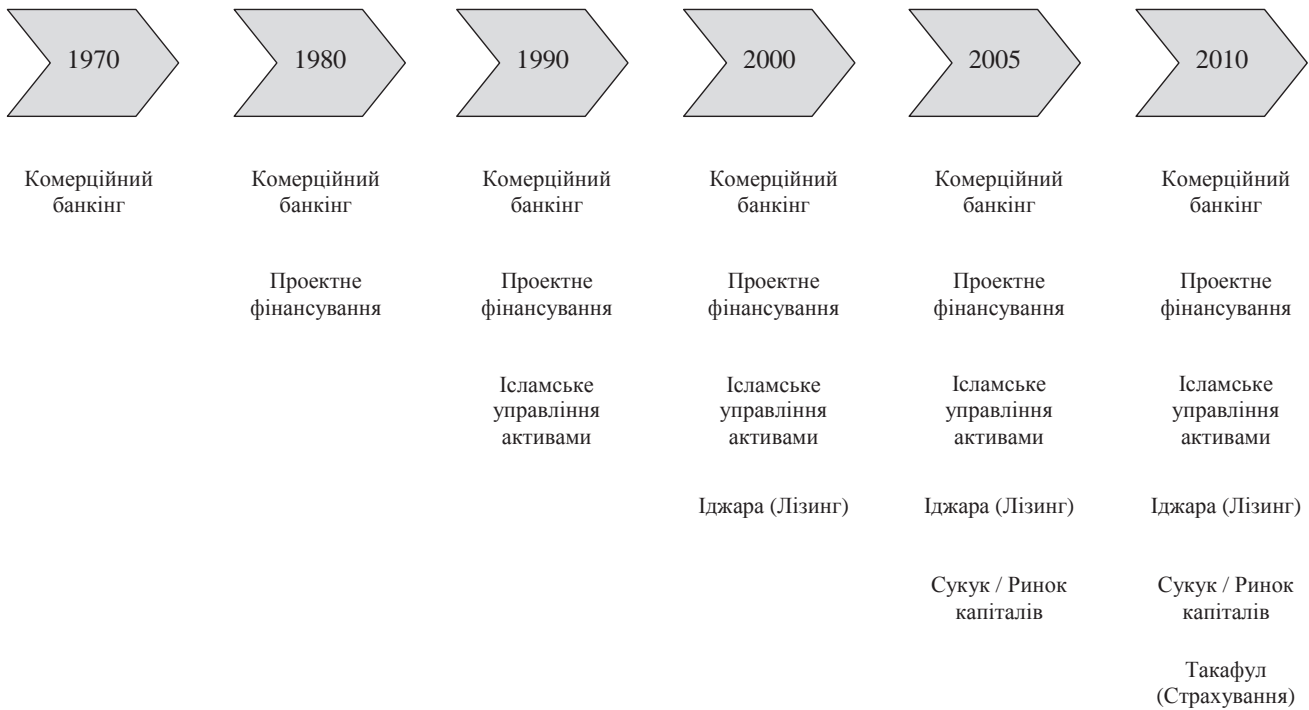 1970
1980
1990
2000
2005
2010
Комерційний
банкінг
Комерційний
банкінг
Комерційний
банкінг
Комерційний
банкінг
Комерційний
банкінг
Комерційний
банкінг
Проектне
фінансування
Проектне
фінансування
Проектне
фінансування
Проектне
фінансування
Проектне
фінансування
Ісламське
управління
активами
Ісламське
управління
активами
Ісламське
управління
активами
Ісламське
управління
активами
Іджара (Лізинг)
Іджара (Лізинг)
Іджара (Лізинг)
Сукук / Ринок
капіталів
Сукук / Ринок
капіталів
Такафул
(Страхування)